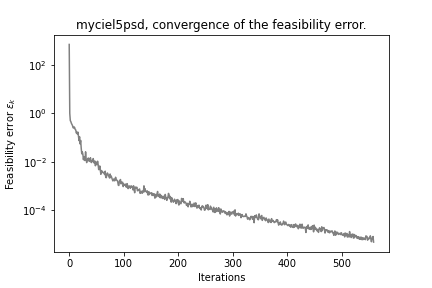 myciel5psd, convergence of the feasibility error.
Feasibility error εₖ
10²
10⁰
10⁻²
10⁻⁴
0 100 200 300 400 500
Iterations